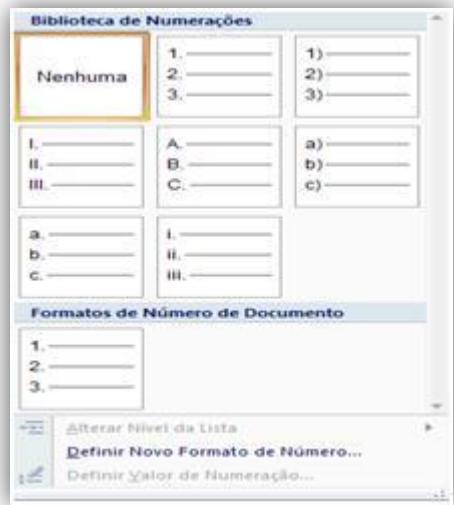 Biblioteca de Numerações
Nenhuma
1.
2.
3.
1)
2)
3)
I.
II.
III.
A.
B.
C.
a)
b)
c)
a.
b.
c.
i.
ii.
iii.
Formatos de Número de Documento
1.
2.
3.
Alterar Nível da Lista
Definir Novo Formato de Número...
Definir Valor de Numeração...